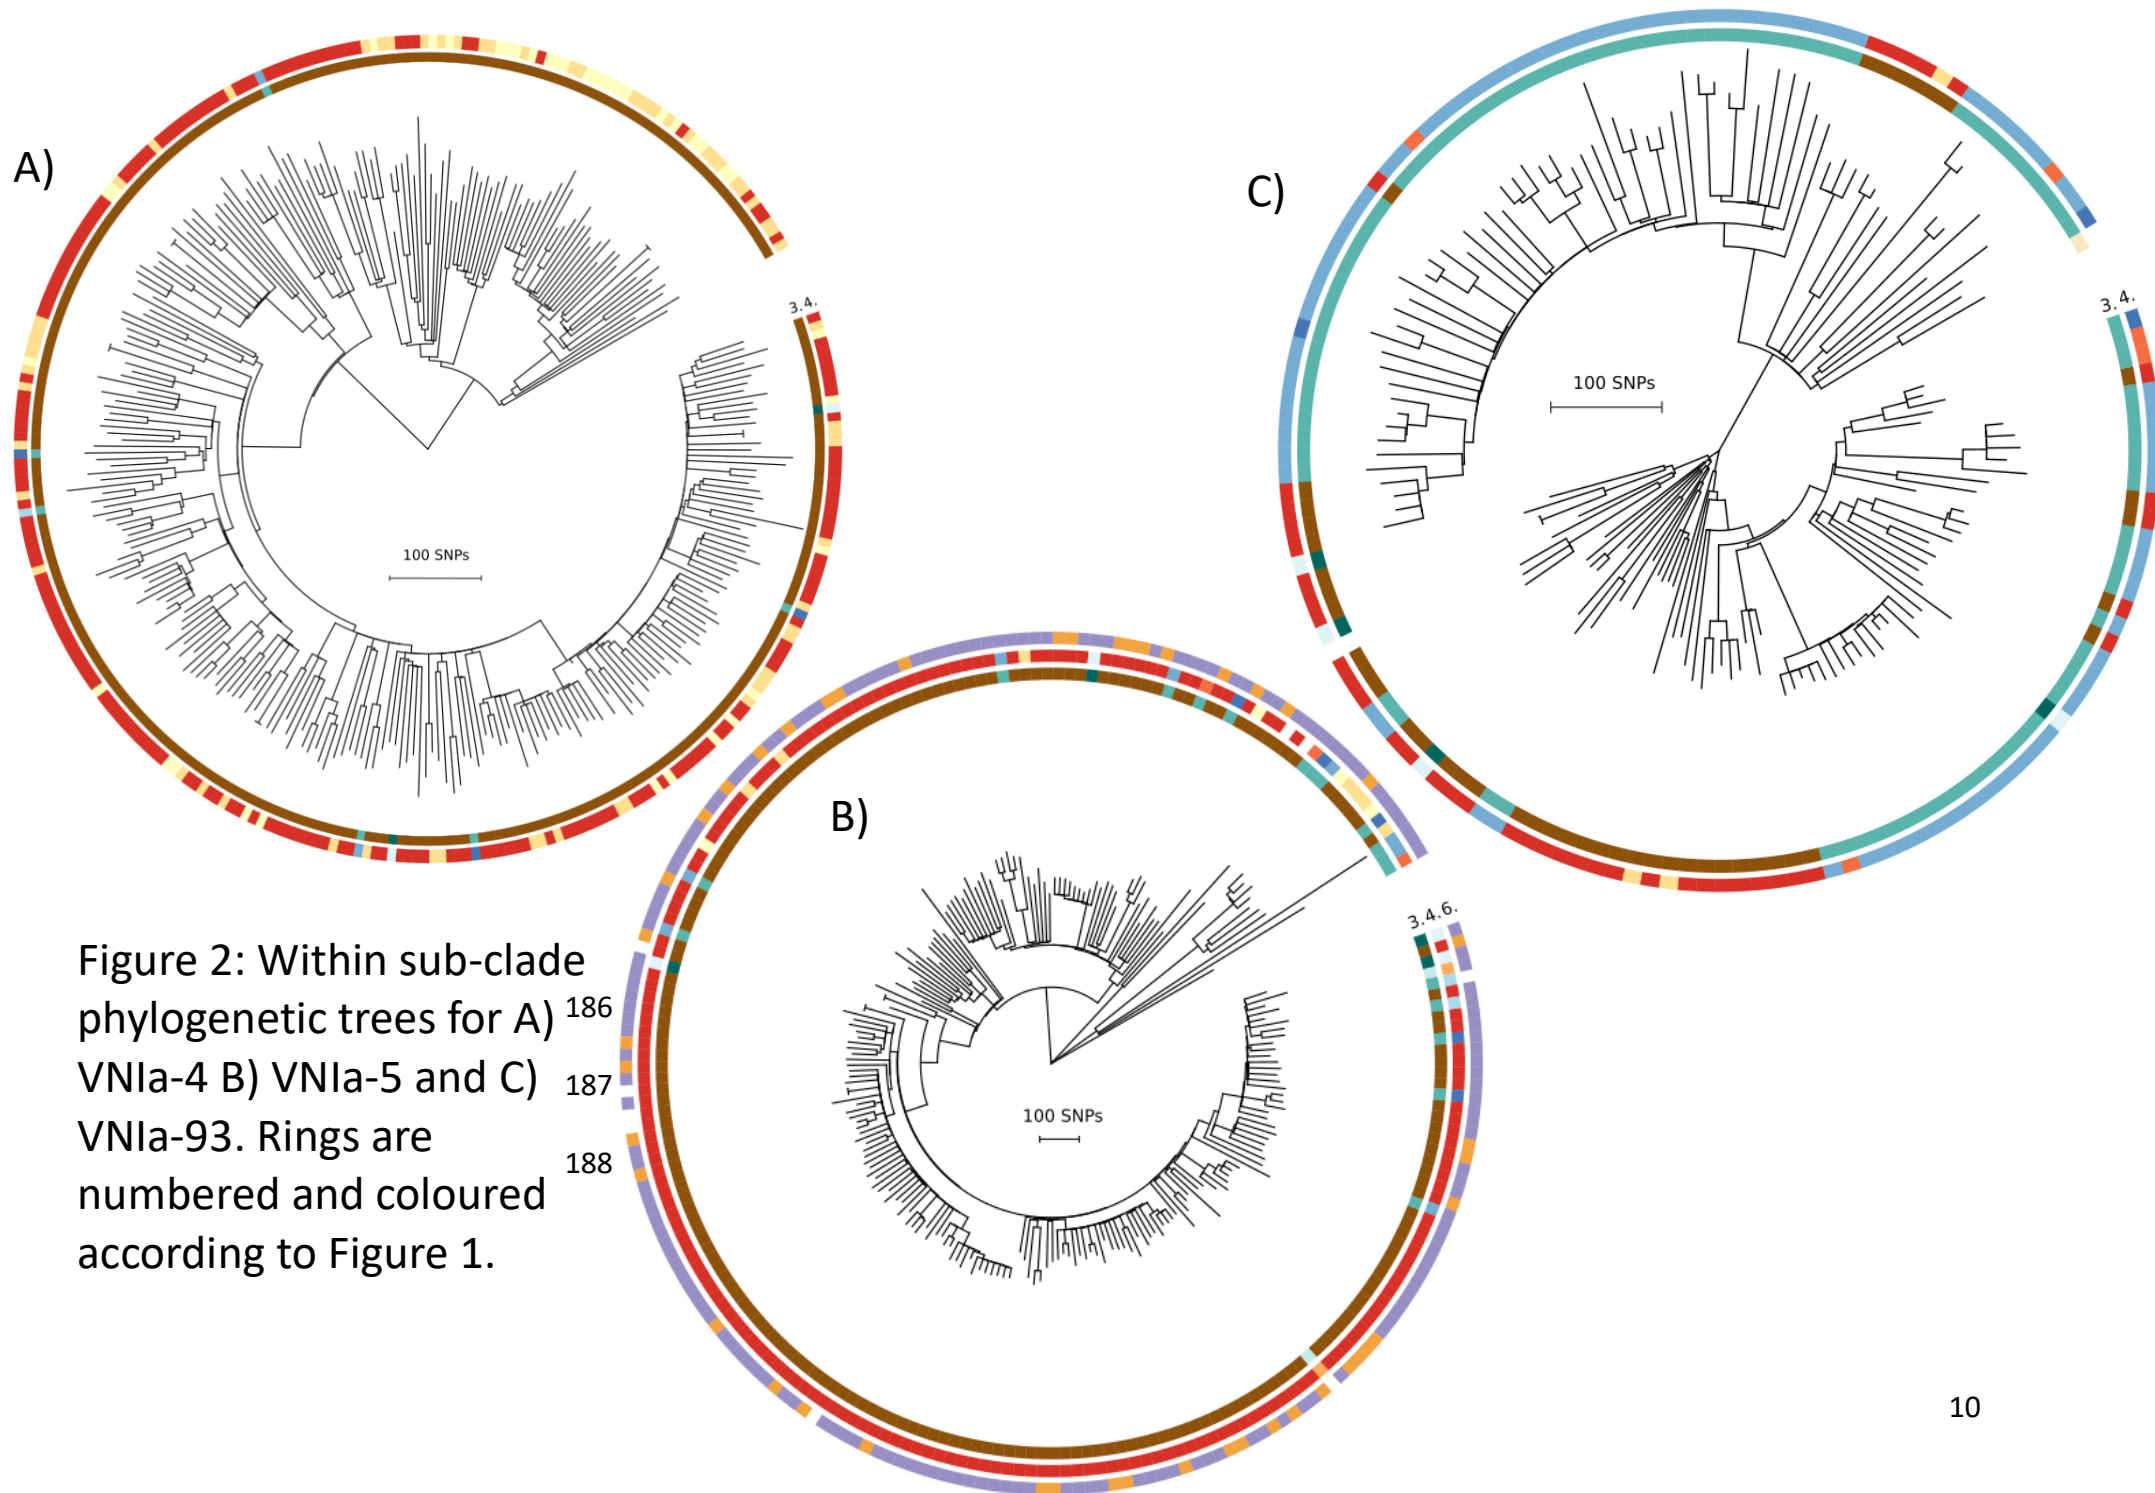 A)
3.4.
100 SNPs
C)
3.4.
100 SNPs
B)
3.4.6.
100 SNPs
Figure 2: Within sub-clade
phylogenetic trees for A)
VNIa-4 B) VNIa-5 and C)
VNIa-93. Rings are
numbered and coloured
according to Figure 1.
186
187
188
10